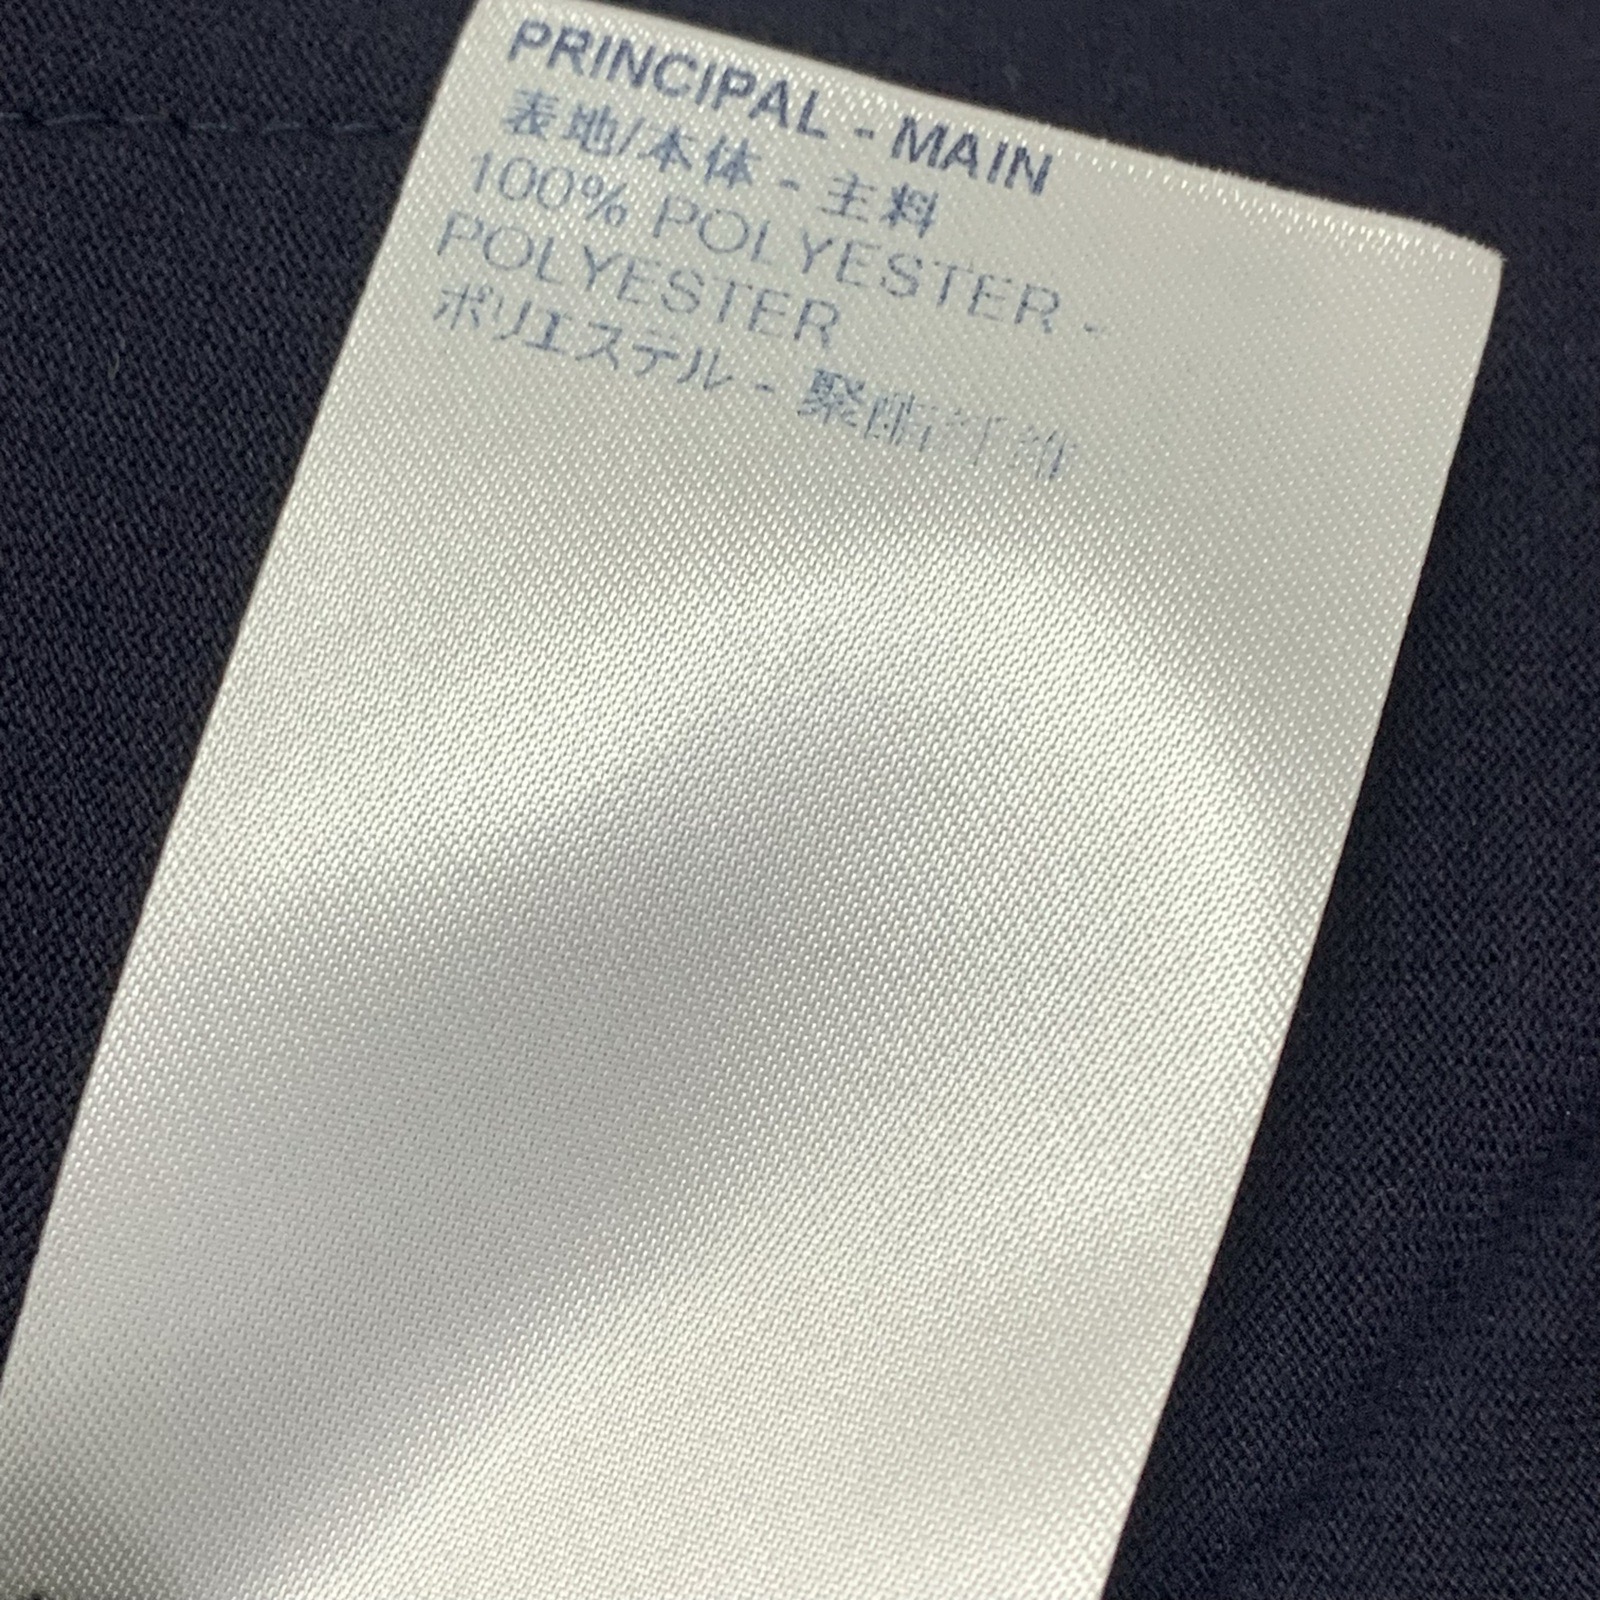 PRINCIPAL - MAIN
表地/本体 - 主料
100% POLYESTER -
POLYESTER
ポリエステル - 聚酯纤维